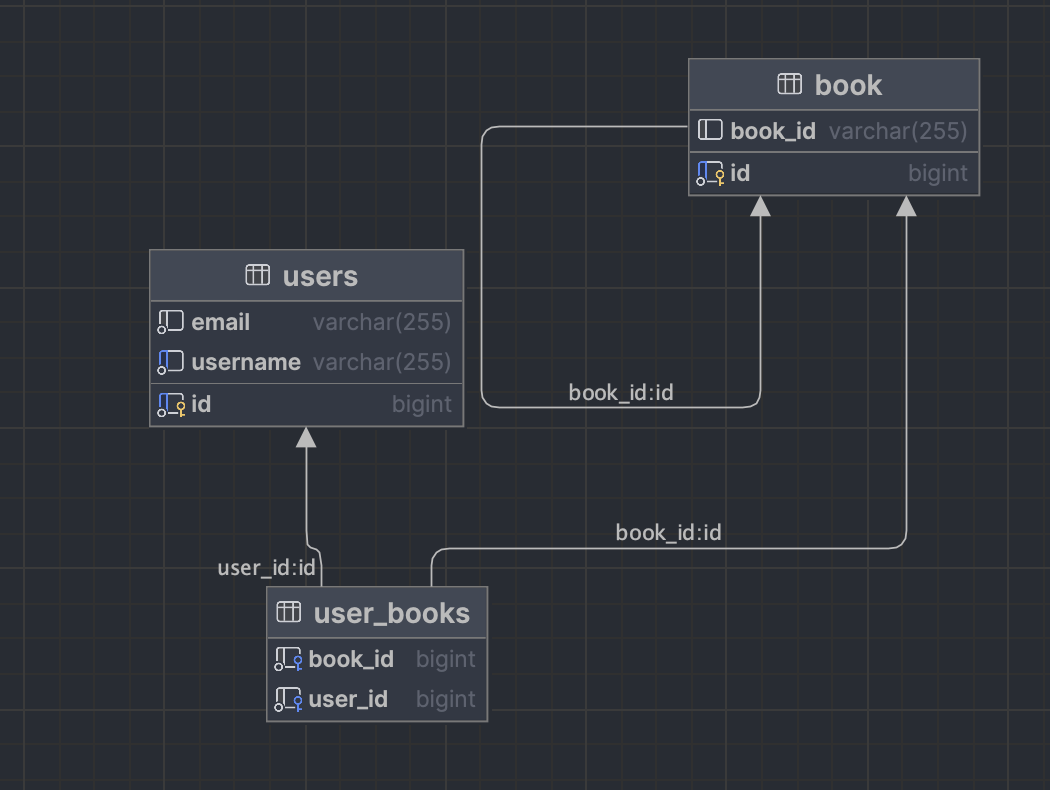 book
book_id varchar(255)
id bigint
users
email varchar(255)
username varchar(255)
id bigint
book_id:id
book_id:id
user_id:id
user_books
book_id bigint
user_id bigint